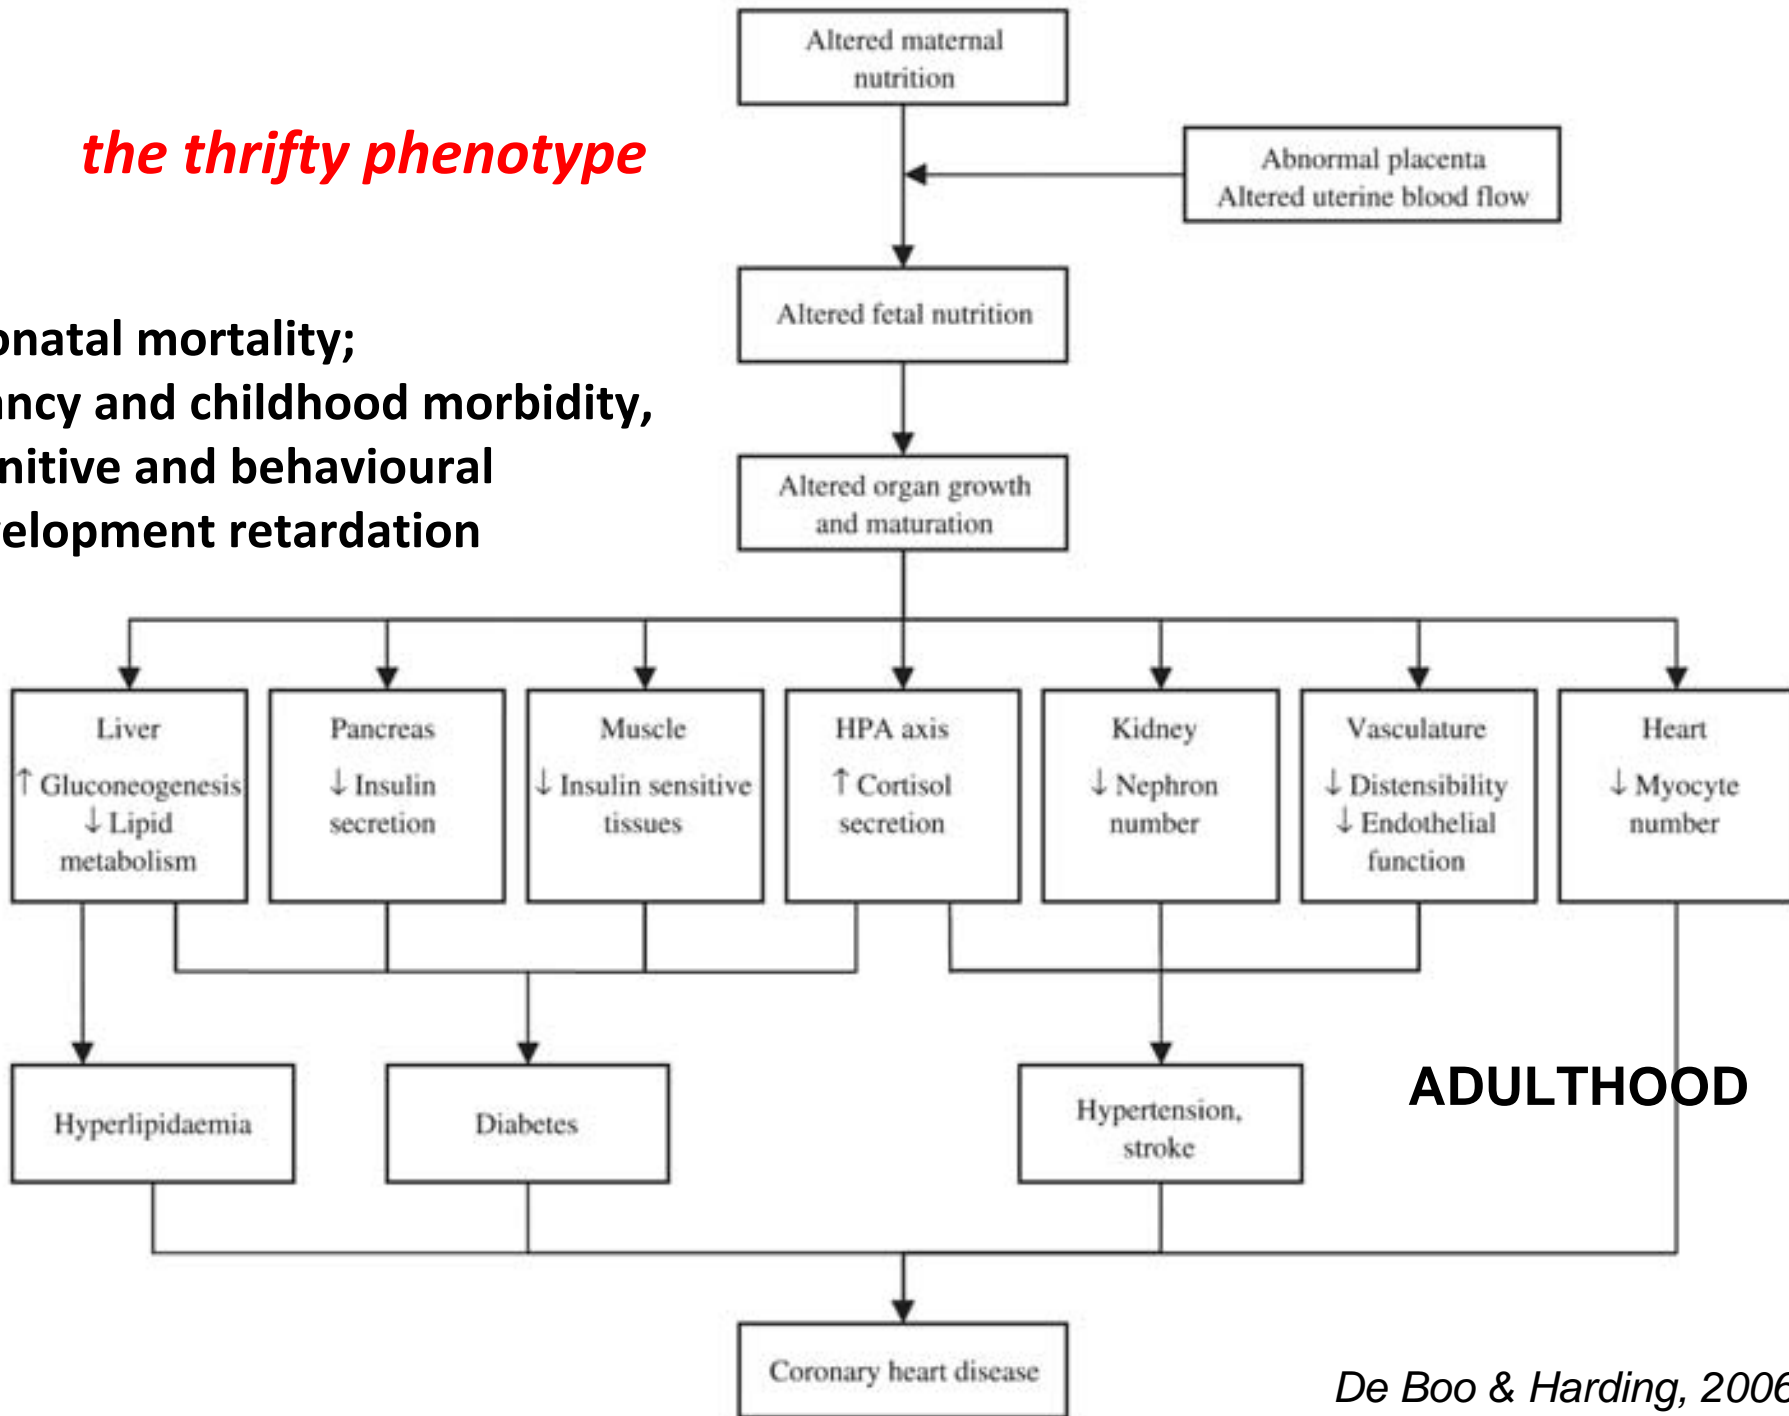 Altered maternal
nutrition
the thrifty phenotype
Abnormal placenta
Altered uterine blood flow
Altered fetal nutrition
onatal mortality;
ancy and childhood morbidity,
nitive and behavioural
velopment retardation
Altered organ growth
and maturation
Liver
↑ Gluconeogenesis
↓ Lipid
metabolism
Pancreas
↓ Insulin
secretion
Muscle
↓ Insulin sensitive
tissues
HPA axis
↑ Cortisol
secretion
Kidney
↓ Nephron
number
Vasculature
↓ Distensibility
↓ Endothelial
function
Heart
↓ Myocyte
number
ADULTHOOD
Hyperlipidaemia
Diabetes
Hypertension,
stroke
Coronary heart disease
De Boo & Harding, 2006